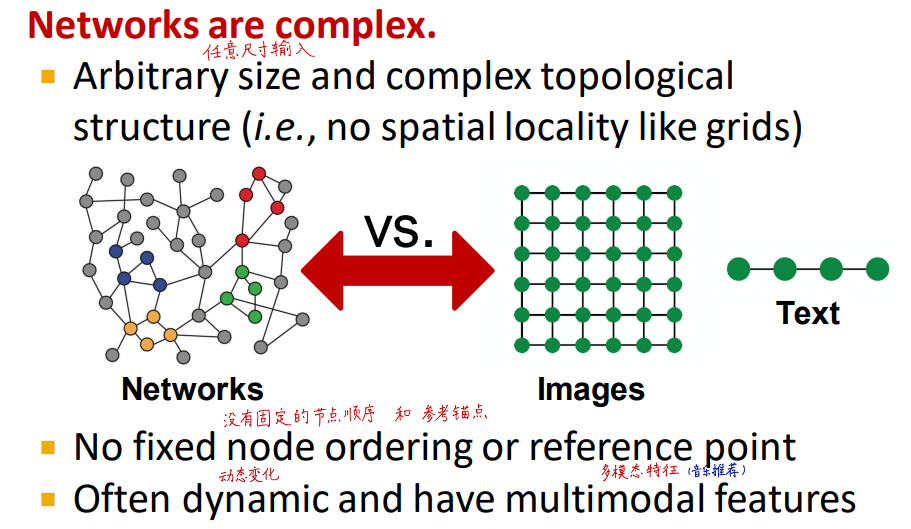 Networks are complex.
任意尺寸输入
Arbitrary size and complex topological
structure (i.e., no spatial locality like grids)
vs.
Text
Networks
Images
没有固定的节点顺序 和 参考锚点
No fixed node ordering or reference point
动态变化
多模态特征(音乐推荐)
Often dynamic and have multimodal features